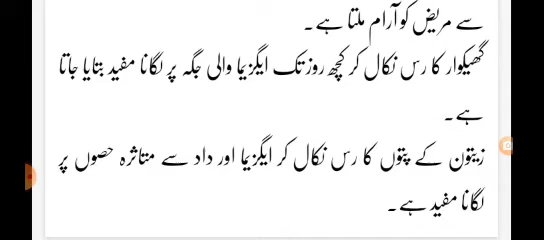 سے مریض کو آرام ملتا ہے۔
گھیکوار کا رس نکال کر کچھ روز تک ایگزیما والی جگہ پر لگانا مفید بتایا جاتا
ہے۔
زیتون کے پتوں کا رس نکال کر ایگزیما اور داد سے متاثرہ حصوں پر
لگانا مفید ہے۔